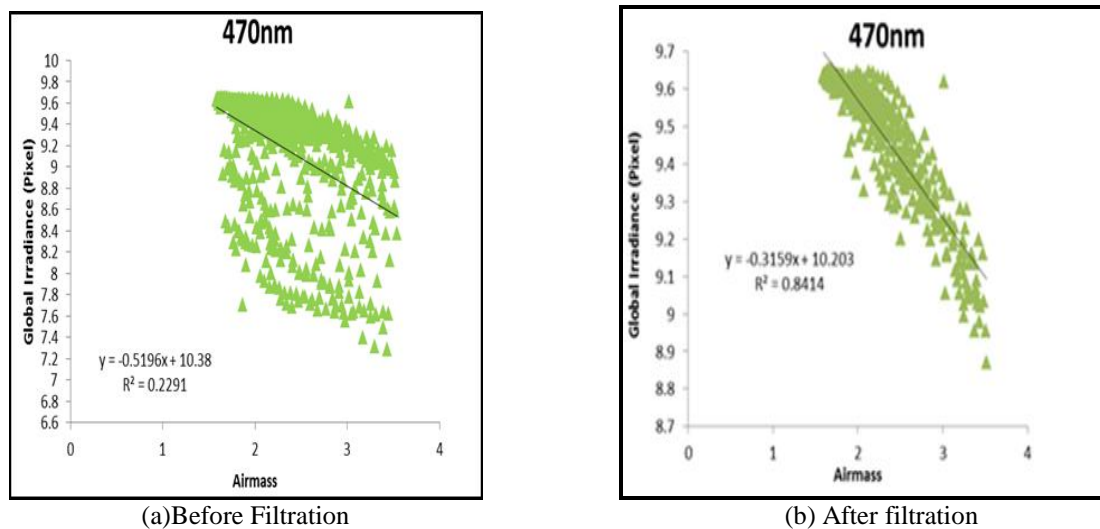 470nm
10
9.8
9.6
9.4
9.2
9
8.8
8.6
8.4
8.2
8
7.8
7.6
7.4
7.2
7
6.8
6.6
Global Irradiance (Pixel)
y = -0.5196x + 10.38
R² = 0.2291
0 1 2 3 4
Airmass
(a)Before Filtration
470nm
9.7
9.6
9.5
9.4
9.3
9.2
9.1
9
8.9
8.8
8.7
Global Irradiance (Pixel)
y = -0.3159x + 10.203
R² = 0.8414
0 1 2 3 4
Airmass
(b) After filtration